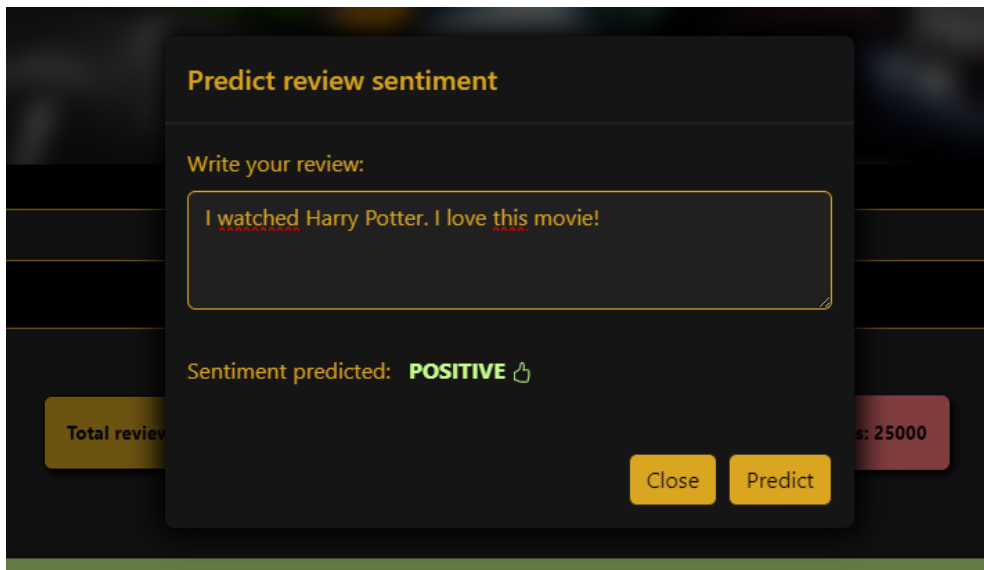 Predict review sentiment
Write your review:
I watched Harry Potter. I love this movie!
Sentiment predicted: POSITIVE
Total review
s: 25000
Close Predict